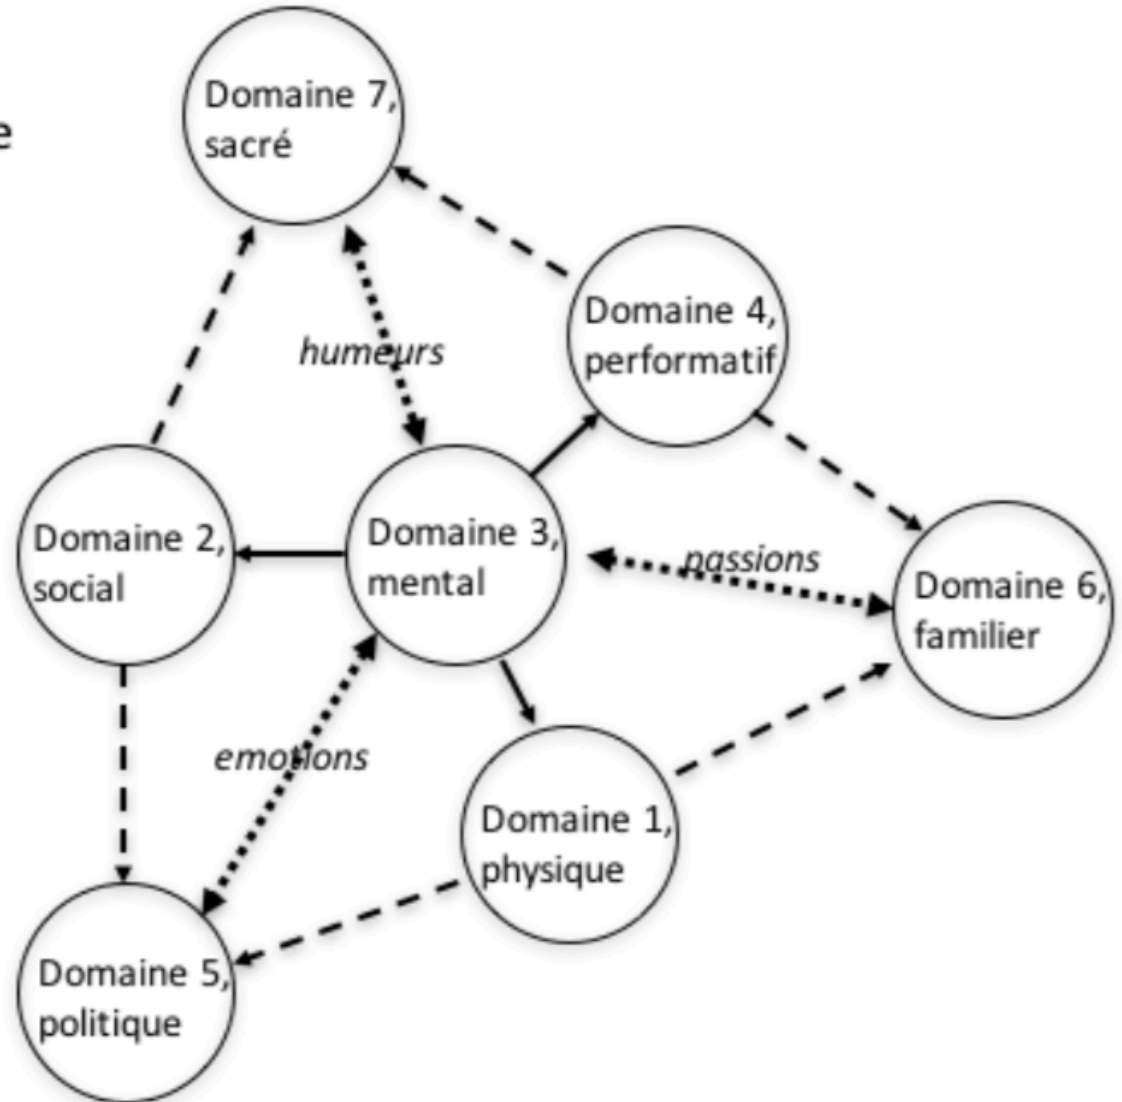 Domaine 7,
sacré
e
Domaine 4,
performatif
humeurs
Domaine 2,
social
Domaine 3,
mental
passions
Domaine 6,
familier
emotions
Domaine 1,
physique
Domaine 5,
politique